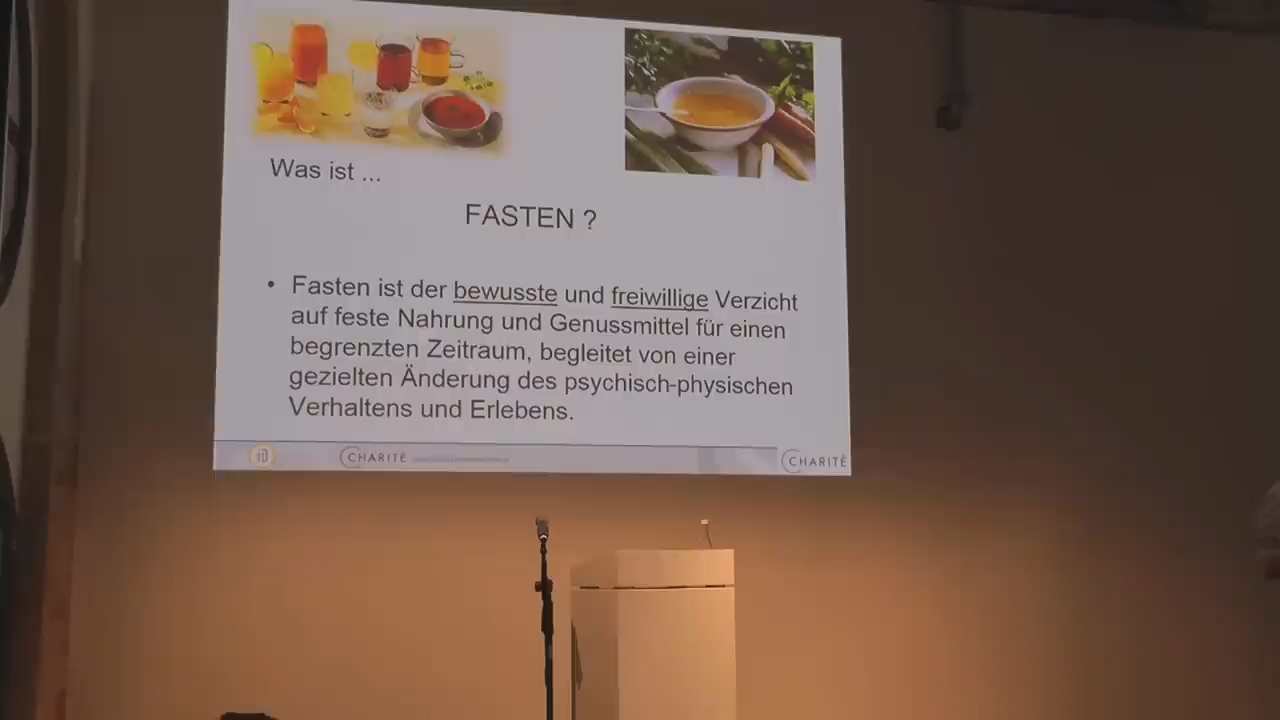 Was ist ...
FASTEN ?
• Fasten ist der bewusste und freiwillige Verzicht
auf feste Nahrung und Genussmittel für einen
begrenzten Zeitraum, begleitet von einer
gezielten Änderung des psychisch-physischen
Verhaltens und Erlebens.
CHARITÉ
CHARITÉ